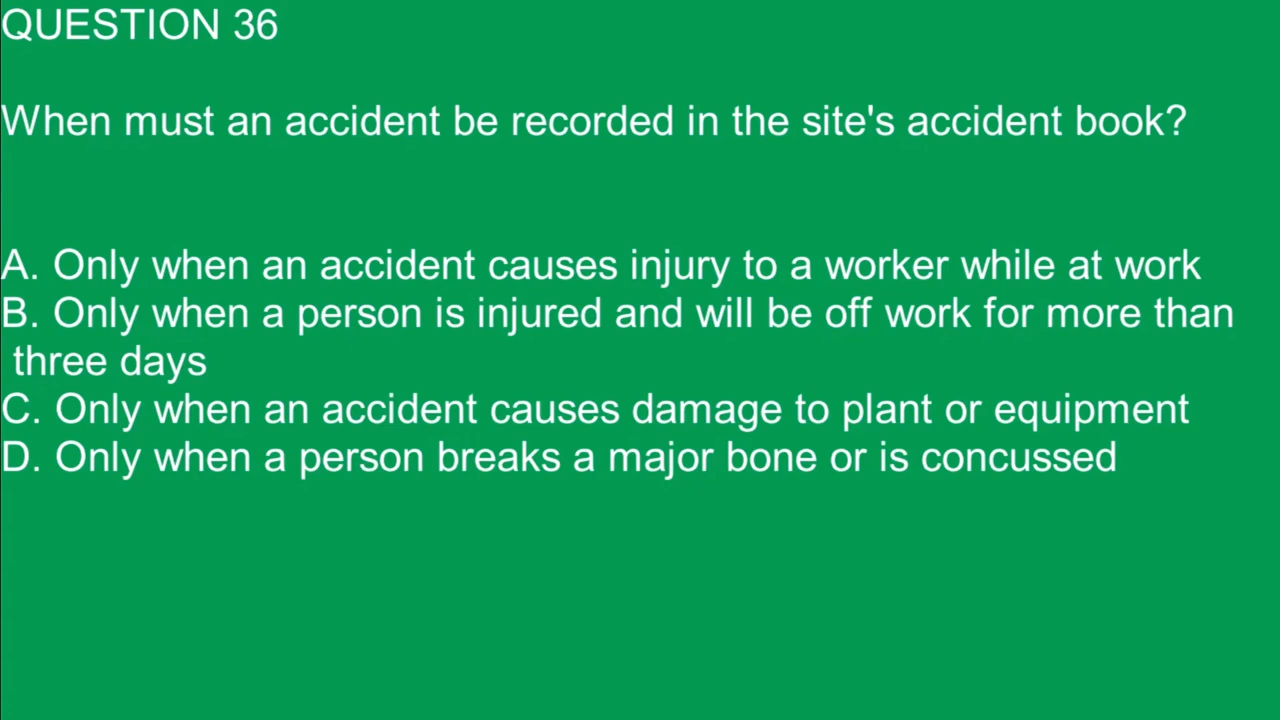 QUESTION 36
When must an accident be recorded in the site's accident book?
A. Only when an accident causes injury to a worker while at work
B. Only when a person is injured and will be off work for more than
three days
C. Only when an accident causes damage to plant or equipment
D. Only when a person breaks a major bone or is concussed